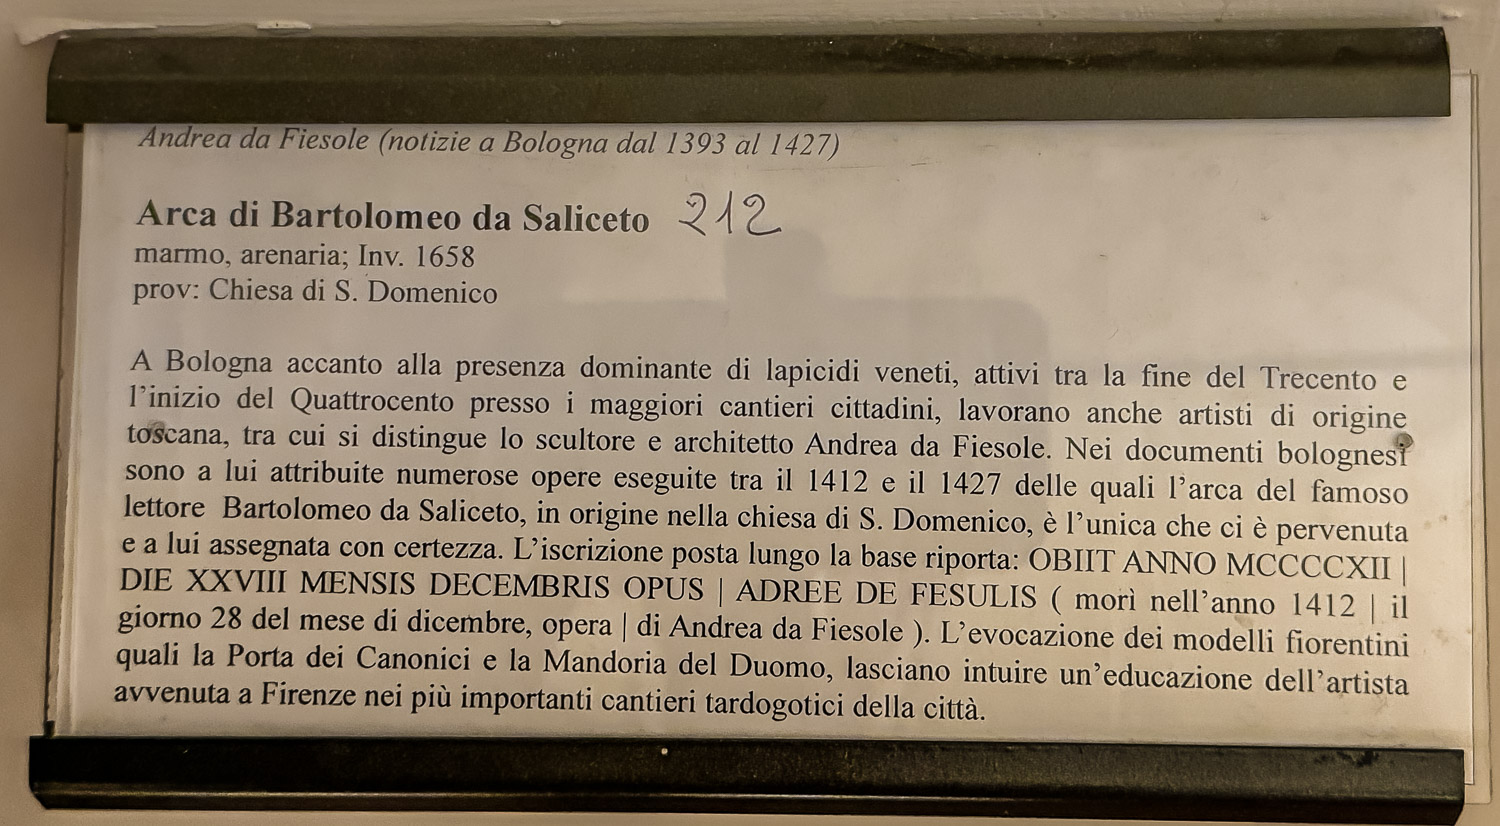 Andrea da Fiesole (notizie a Bologna dal 1393 al 1427)
Arca di Bartolomeo da Saliceto 212
marmo, arenaria; Inv. 1658
prov: Chiesa di S. Domenico
A Bologna accanto alla presenza dominante di lapicidi veneti, attivi tra la fine del Trecento e
l'inizio del Quattrocento presso i maggiori cantieri cittadini, lavorano anche artisti di origine
toscana, tra cui si distingue lo scultore e architetto Andrea da Fiesole. Nei documenti bolognesi
sono a lui attribuite numerose opere eseguite tra il 1412 e il 1427 delle quali l'arca del famoso
lettore Bartolomeo da Saliceto, in origine nella chiesa di S. Domenico, è l'unica che ci è pervenuta
e a lui assegnata con certezza. L'iscrizione posta lungo la base riporta: OBIIT ANNO MCCCCXII |
DIE XXVIII MENSIS DECEMBRIS OPUS | ADREE DE FESULIS ( morì nell'anno 1412 | il
giorno 28 del mese di dicembre, opera | di Andrea da Fiesole ). L'evocazione dei modelli fiorentini
quali la Porta dei Canonici e la Mandoria del Duomo, lasciano intuire un'educazione dell'artista
avvenuta a Firenze nei più importanti cantieri tardogotici della città.